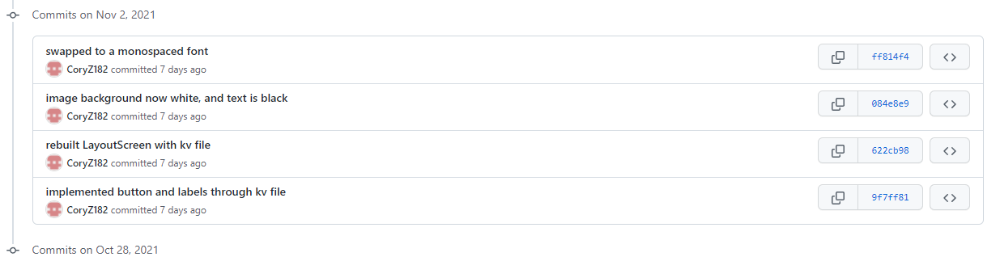 Commits on Nov 2, 2021
swapped to a monospaced font
CoryZ182 committed 7 days ago
ff814f4
image background now white, and text is black
CoryZ182 committed 7 days ago
084e8e9
rebuilt LayoutScreen with kv file
CoryZ182 committed 7 days ago
622cb98
implemented button and labels through kv file
CoryZ182 committed 7 days ago
9f7ff81
Commits on Oct 28, 2021